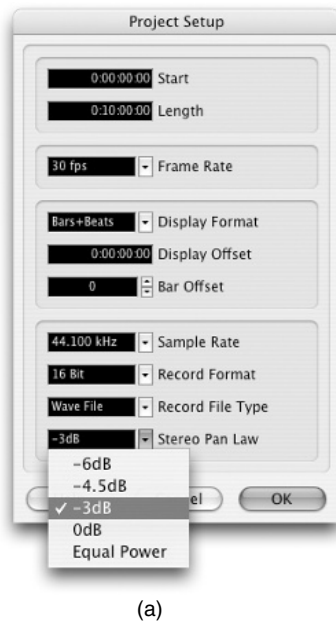 Project Setup
0:00:00:00 Start
0:10:00:00 Length
30 fps Frame Rate
Bars+Beats Display Format
0:00:00:00 Display Offset
0 Bar Offset
44.100 kHz Sample Rate
16 Bit Record Format
Wave File Record File Type
-3dB Stereo Pan Law
-6dB
-4.5dB
✓ -3dB
0dB
Equal Power
OK
(a)